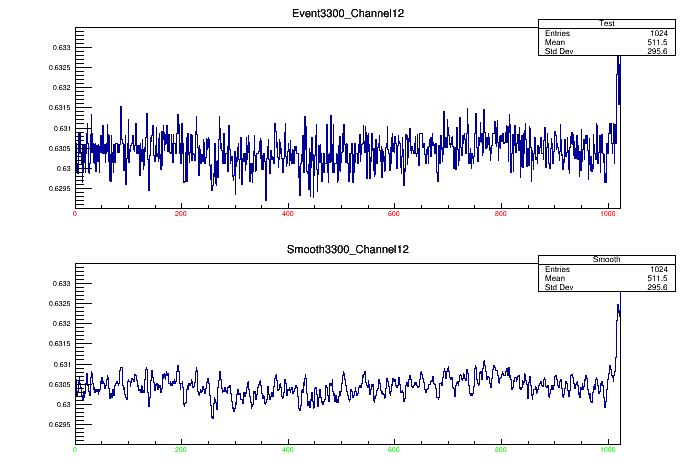 Event3300_Channel12
Test
Entries 1024
Mean 511.5
Std Dev 295.6
0.633
0.6325
0.632
0.6315
0.631
0.6305
0.63
0.6295
0 200 400 600 800 1000
Smooth3300_Channel12
Smooth
Entries 1024
Mean 511.5
Std Dev 295.6
0.633
0.6325
0.632
0.6315
0.631
0.6305
0.63
0.6295
0 200 400 600 800 1000